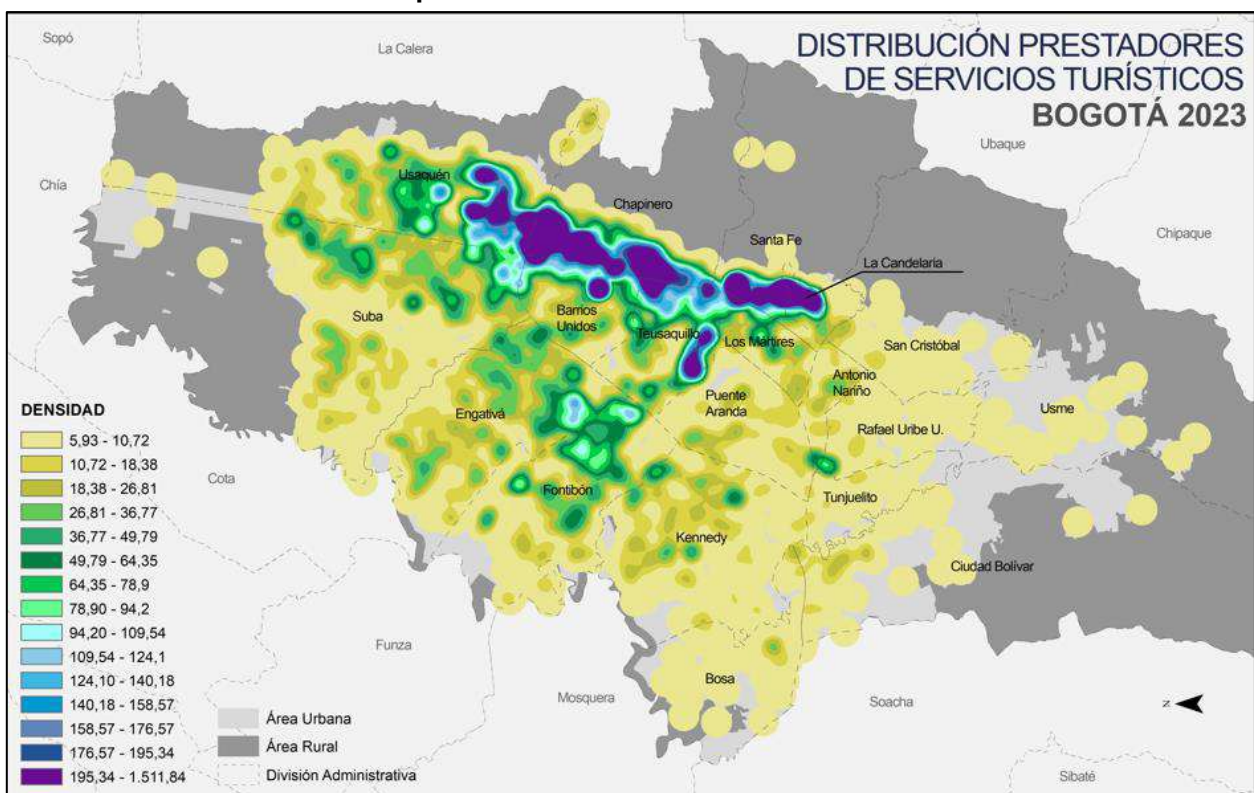 DISTRIBUCIÓN PRESTADORES
DE SERVICIOS TURÍSTICOS
BOGOTÁ 2023
Sopó
La Calera
Ubaque
Chía
Usaquén
Chapinero
Santa Fe
Chipaque
La Candelaria
Suba
Barrios
Unidos
Teusaquillo
Los Martires
San Cristóbal
Antonio
Nariño
Puente
Aranda
Usme
Engativá
Rafael Uribe U.
Cota
Fontibón
Tunjuelito
Kennedy
Ciudad Bolívar
Funza
Bosa
Mosquera
Soacha
Sibaté
N
DENSIDAD
5,93 - 10,72
10,72 - 18,38
18,38 - 26,81
26,81 - 36,77
36,77 - 49,79
49,79 - 64,35
64,35 - 78,9
78,90 - 94,2
94,20 - 109,54
109,54 - 124,1
124,10 - 140,18
140,18 - 158,57
158,57 - 176,57
176,57 - 195,34
195,34 - 1.511,84
Área Urbana
Área Rural
División Administrativa